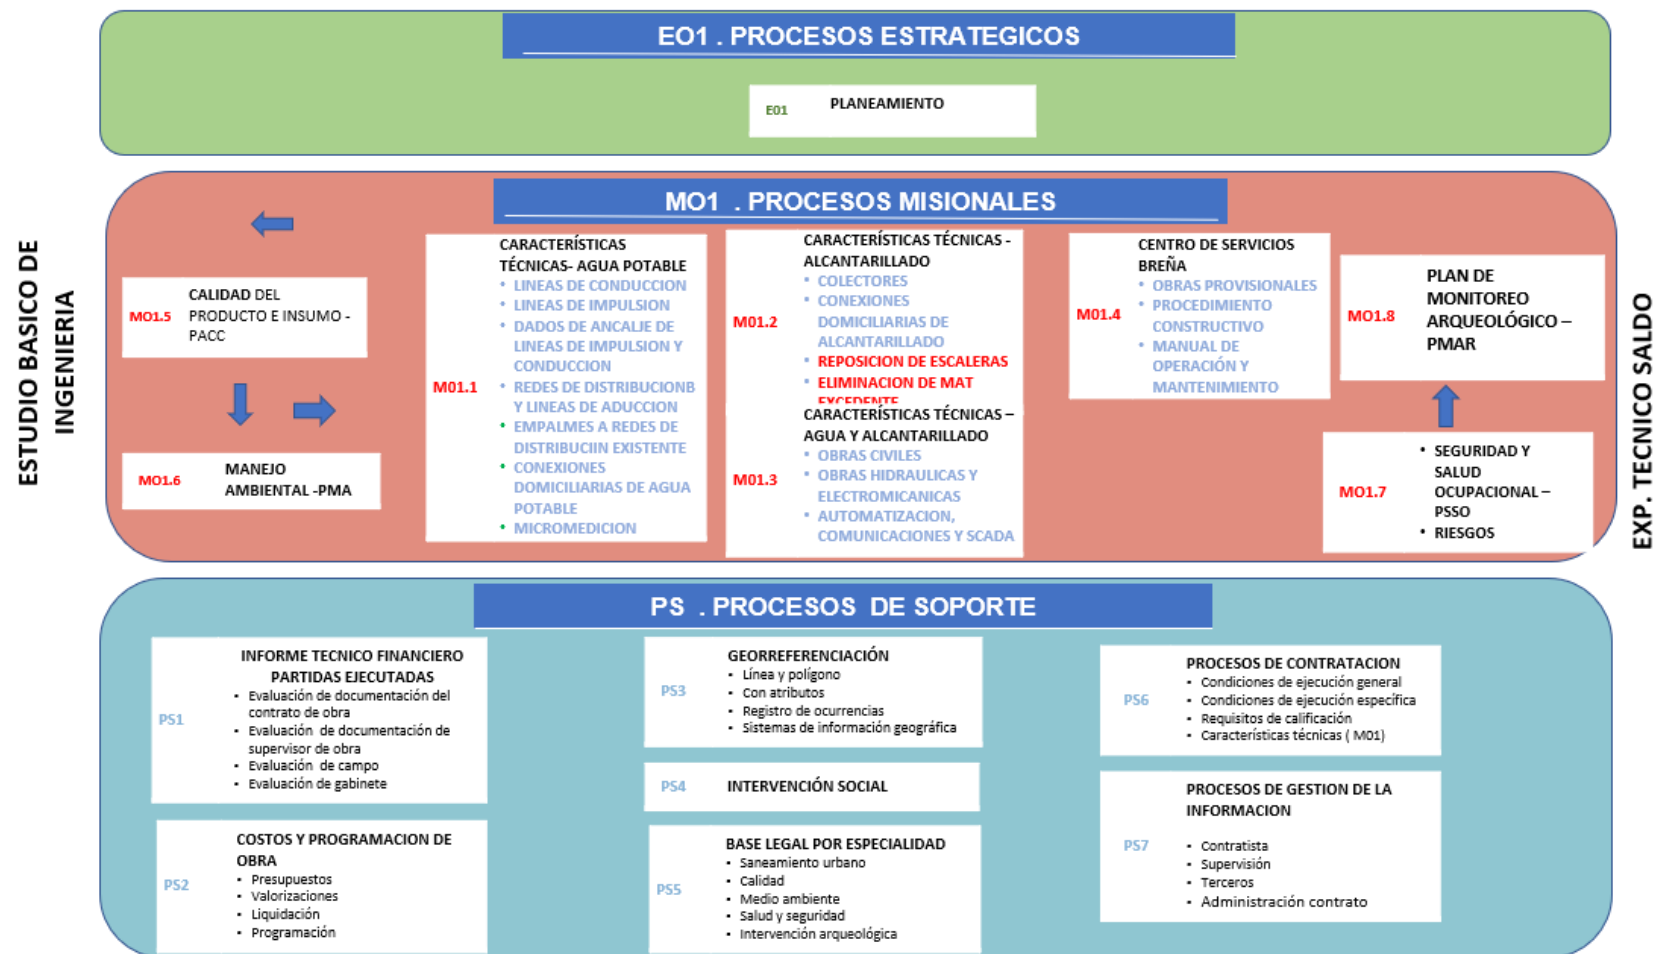 EO1 . PROCESOS ESTRATEGICOS
E01
PLANEAMIENTO
ESTUDIO BASICO DE
INGENIERIA
MO1 . PROCESOS MISIONALES
MO1.5
CALIDAD DEL
PRODUCTO E INSUMO -
PACC
MO1.6
MANEJO
AMBIENTAL -PMA
M01.1
CARACTERÍSTICAS
TÉCNICAS- AGUA POTABLE
• LINEAS DE CONDUCCION
• LINEAS DE IMPULSION
• DADOS DE ANCALJE DE
LINEAS DE IMPULSION Y
CONDUCCION
• REDES DE DISTRIBUCIONB
Y LINEAS DE ADUCCION
• EMPALMES A REDES DE
DISTRIBUCIIN EXISTENTE
• CONEXIONES
DOMICILIARIAS DE AGUA
POTABLE
• MICROMEDICION
M01.2
CARACTERÍSTICAS TÉCNICAS -
ALCANTARILLADO
• COLECTORES
• CONEXIONES
DOMICILIARIAS DE
ALCANTARILLADO
• REPOSICION DE ESCALERAS
• ELIMINACION DE MAT
EXCEDENTE
M01.3
CARACTERÍSTICAS TÉCNICAS –
AGUA Y ALCANTARILLADO
• OBRAS CIVILES
• OBRAS HIDRAULICAS Y
ELECTROMICANICAS
• AUTOMATIZACION,
COMUNICACIONES Y SCADA
M01.4
CENTRO DE SERVICIOS
BREÑA
• OBRAS PROVISIONALES
• PROCEDIMIENTO
CONSTRUCTIVO
• MANUAL DE
OPERACIÓN Y
MANTENIMIENTO
MO1.8
PLAN DE
MONITOREO
ARQUEOLÓGICO –
PMAR
MO1.7
• SEGURIDAD Y
SALUD
OCUPACIONAL –
PSSO
• RIESGOS
EXP. TECNICO SALDO
PS . PROCESOS DE SOPORTE
PS1
INFORME TECNICO FINANCIERO
PARTIDAS EJECUTADAS
▪ Evaluación de documentación del
contrato de obra
▪ Evaluación de documentación de
supervisor de obra
▪ Evaluación de campo
▪ Evaluación de gabinete
PS2
COSTOS Y PROGRAMACION DE
OBRA
▪ Presupuestos
▪ Valorizaciones
▪ Liquidación
▪ Programación
PS3
GEORREFERENCIACIÓN
▪ Línea y polígono
▪ Con atributos
▪ Registro de ocurrencias
▪ Sistemas de información geográfica
PS4
INTERVENCIÓN SOCIAL
PS5
BASE LEGAL POR ESPECIALIDAD
▪ Saneamiento urbano
▪ Calidad
▪ Medio ambiente
▪ Salud y seguridad
▪ Intervención arqueológica
PS6
PROCESOS DE CONTRATACION
▪ Condiciones de ejecución general
▪ Condiciones de ejecución específica
▪ Requisitos de calificación
▪ Características técnicas ( M01)
PS7
PROCESOS DE GESTION DE LA
INFORMACION
▪ Contratista
▪ Supervisión
▪ Terceros
▪ Administración contrato